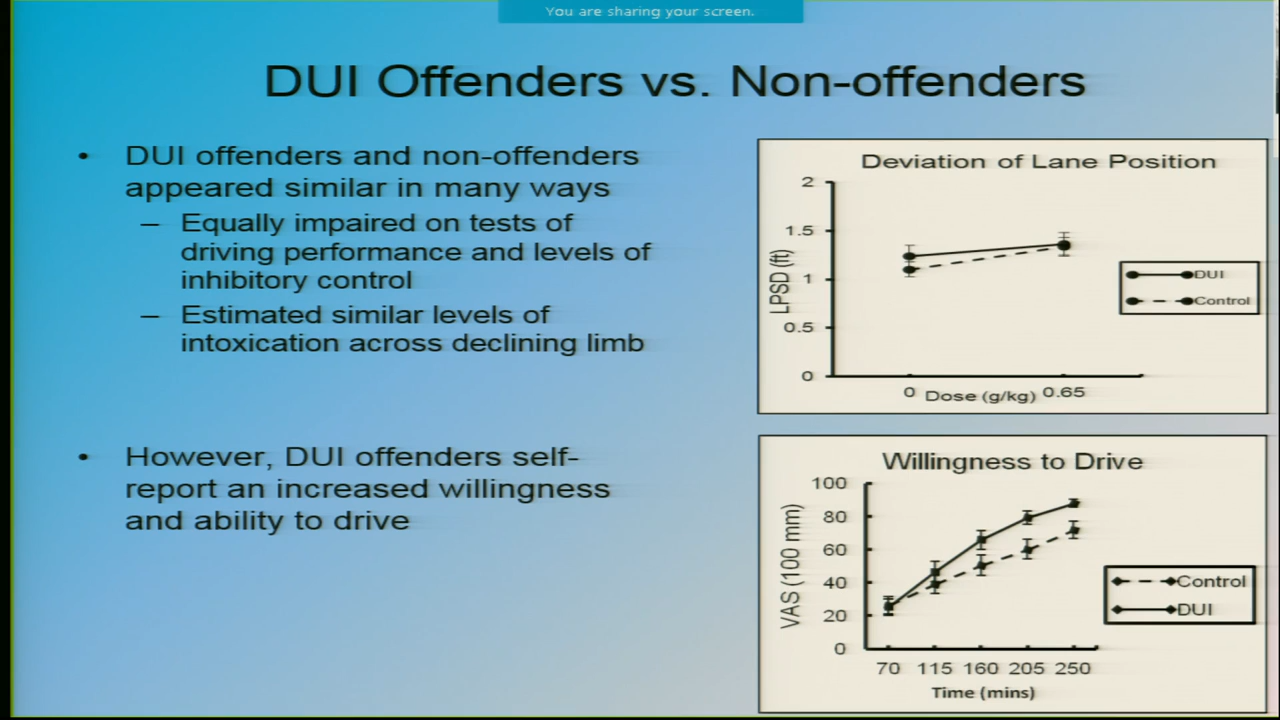 You are sharing your screen.
DUI Offenders vs. Non-offenders
• DUI offenders and non-offenders
appeared similar in many ways
– Equally impaired on tests of
driving performance and levels of
inhibitory control
– Estimated similar levels of
intoxication across declining limb
• However, DUI offenders self-
report an increased willingness
and ability to drive
Deviation of Lane Position
2
1.5
1
0.5
0
LPSD (ft)
0 Dose (g/kg) 0.65
DUI
Control
Willingness to Drive
100
80
60
40
20
0
VAS (100 mm)
70 115 160 205 250
Time (mins)
Control
DUI